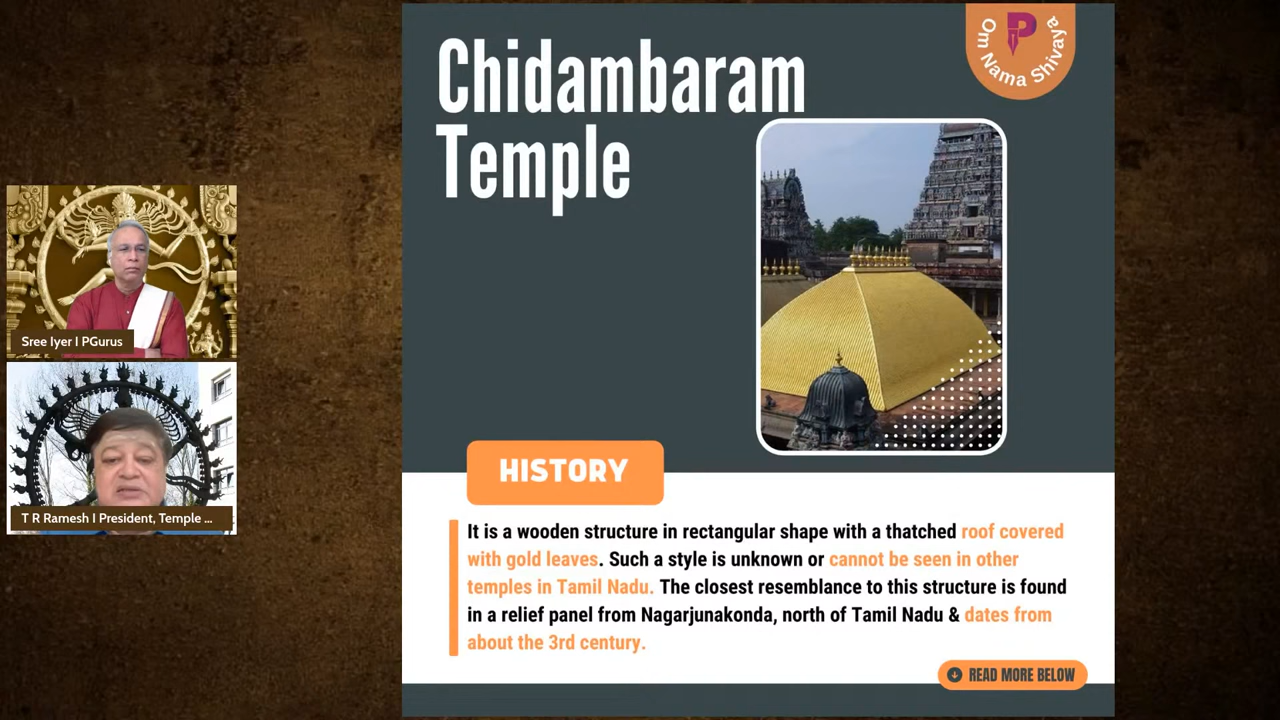 Chidambaram
Temple
P
Om Nama Shivaya
Sree Iyer I PGurus
T R Ramesh I President, Temple ...
HISTORY
It is a wooden structure in rectangular shape with a thatched roof covered
with gold leaves. Such a style is unknown or cannot be seen in other
temples in Tamil Nadu. The closest resemblance to this structure is found
in a relief panel from Nagarjunakonda, north of Tamil Nadu & dates from
about the 3rd century.
READ MORE BELOW